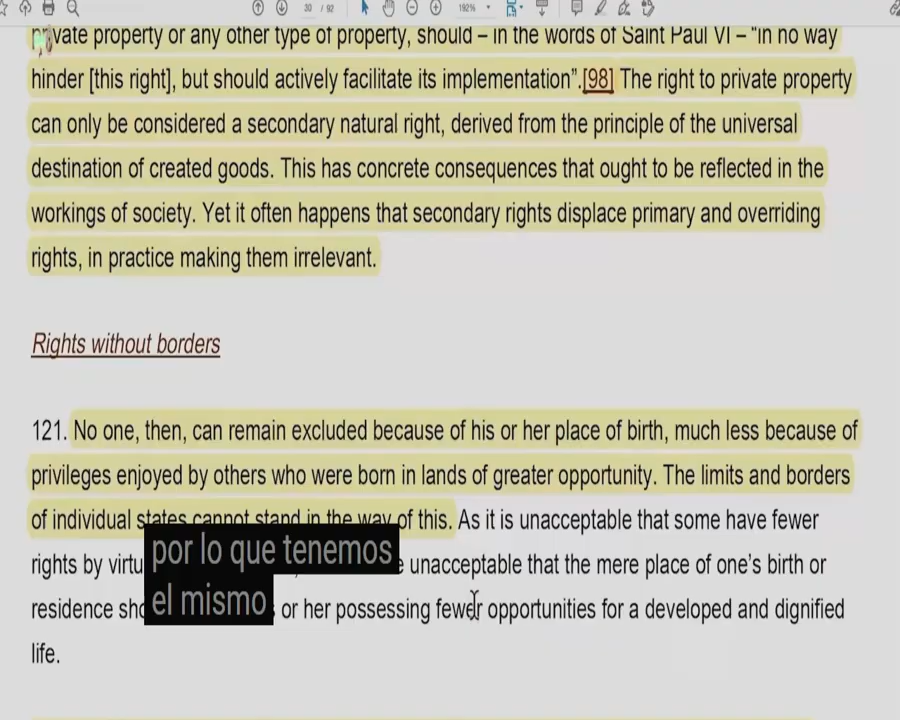 30 / 92 192%
private property or any other type of property, should – in the words of Saint Paul VI – "in no way
hinder [this right], but should actively facilitate its implementation”.[98] The right to private property
can only be considered a secondary natural right, derived from the principle of the universal
destination of created goods. This has concrete consequences that ought to be reflected in the
workings of society. Yet it often happens that secondary rights displace primary and overriding
rights, in practice making them irrelevant.
Rights without borders
121. No one, then, can remain excluded because of his or her place of birth, much less because of
privileges enjoyed by others who were born in lands of greater opportunity. The limits and borders
of individual states cannot stand in the way of this. As it is unacceptable that some have fewer
rights by unacceptable that the mere place of one’s birth or
residence or her possessing fewer opportunities for a developed and dignified
life.
por lo que tenemos
el mismo